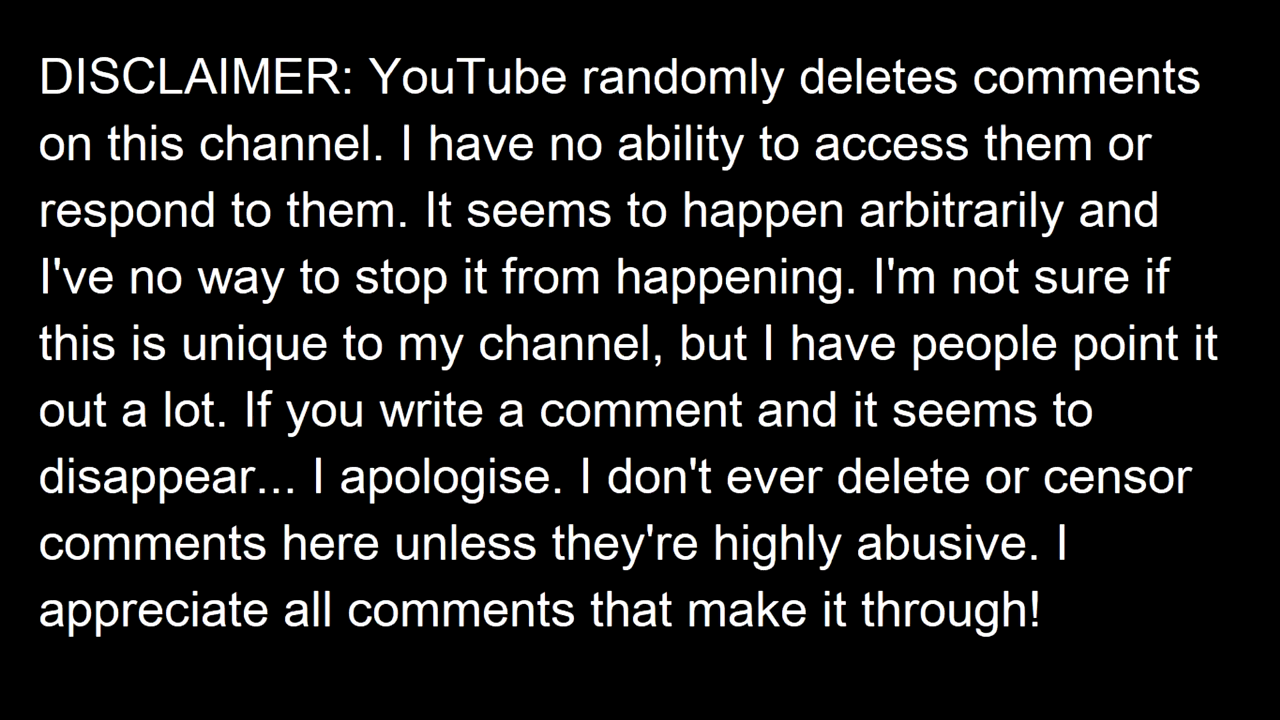 DISCLAIMER: YouTube randomly deletes comments
on this channel. I have no ability to access them or
respond to them. It seems to happen arbitrarily and
I've no way to stop it from happening. I'm not sure if
this is unique to my channel, but I have people point it
out a lot. If you write a comment and it seems to
disappear... I apologise. I don't ever delete or censor
comments here unless they're highly abusive. I
appreciate all comments that make it through!